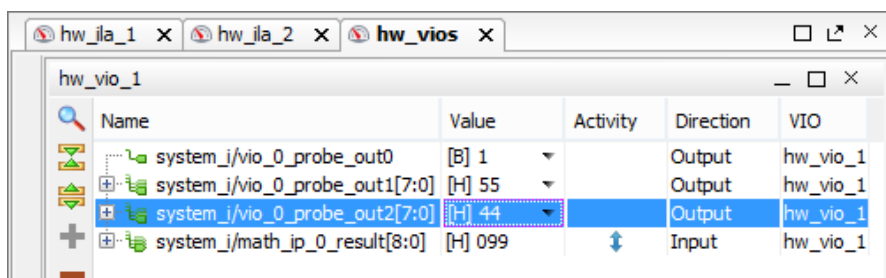 hw_ila_1 hw_ila_2 hw_vios
hw_vio_1
Name Value Activity Direction VIO
system_i/vio_0_probe_out0 [B] 1 Output hw_vio_1
system_i/vio_0_probe_out1[7:0] [H] 55 Output hw_vio_1
system_i/vio_0_probe_out2[7:0] [H] 44 Output hw_vio_1
system_i/math_ip_0_result[8:0] [H] 099 Input hw_vio_1